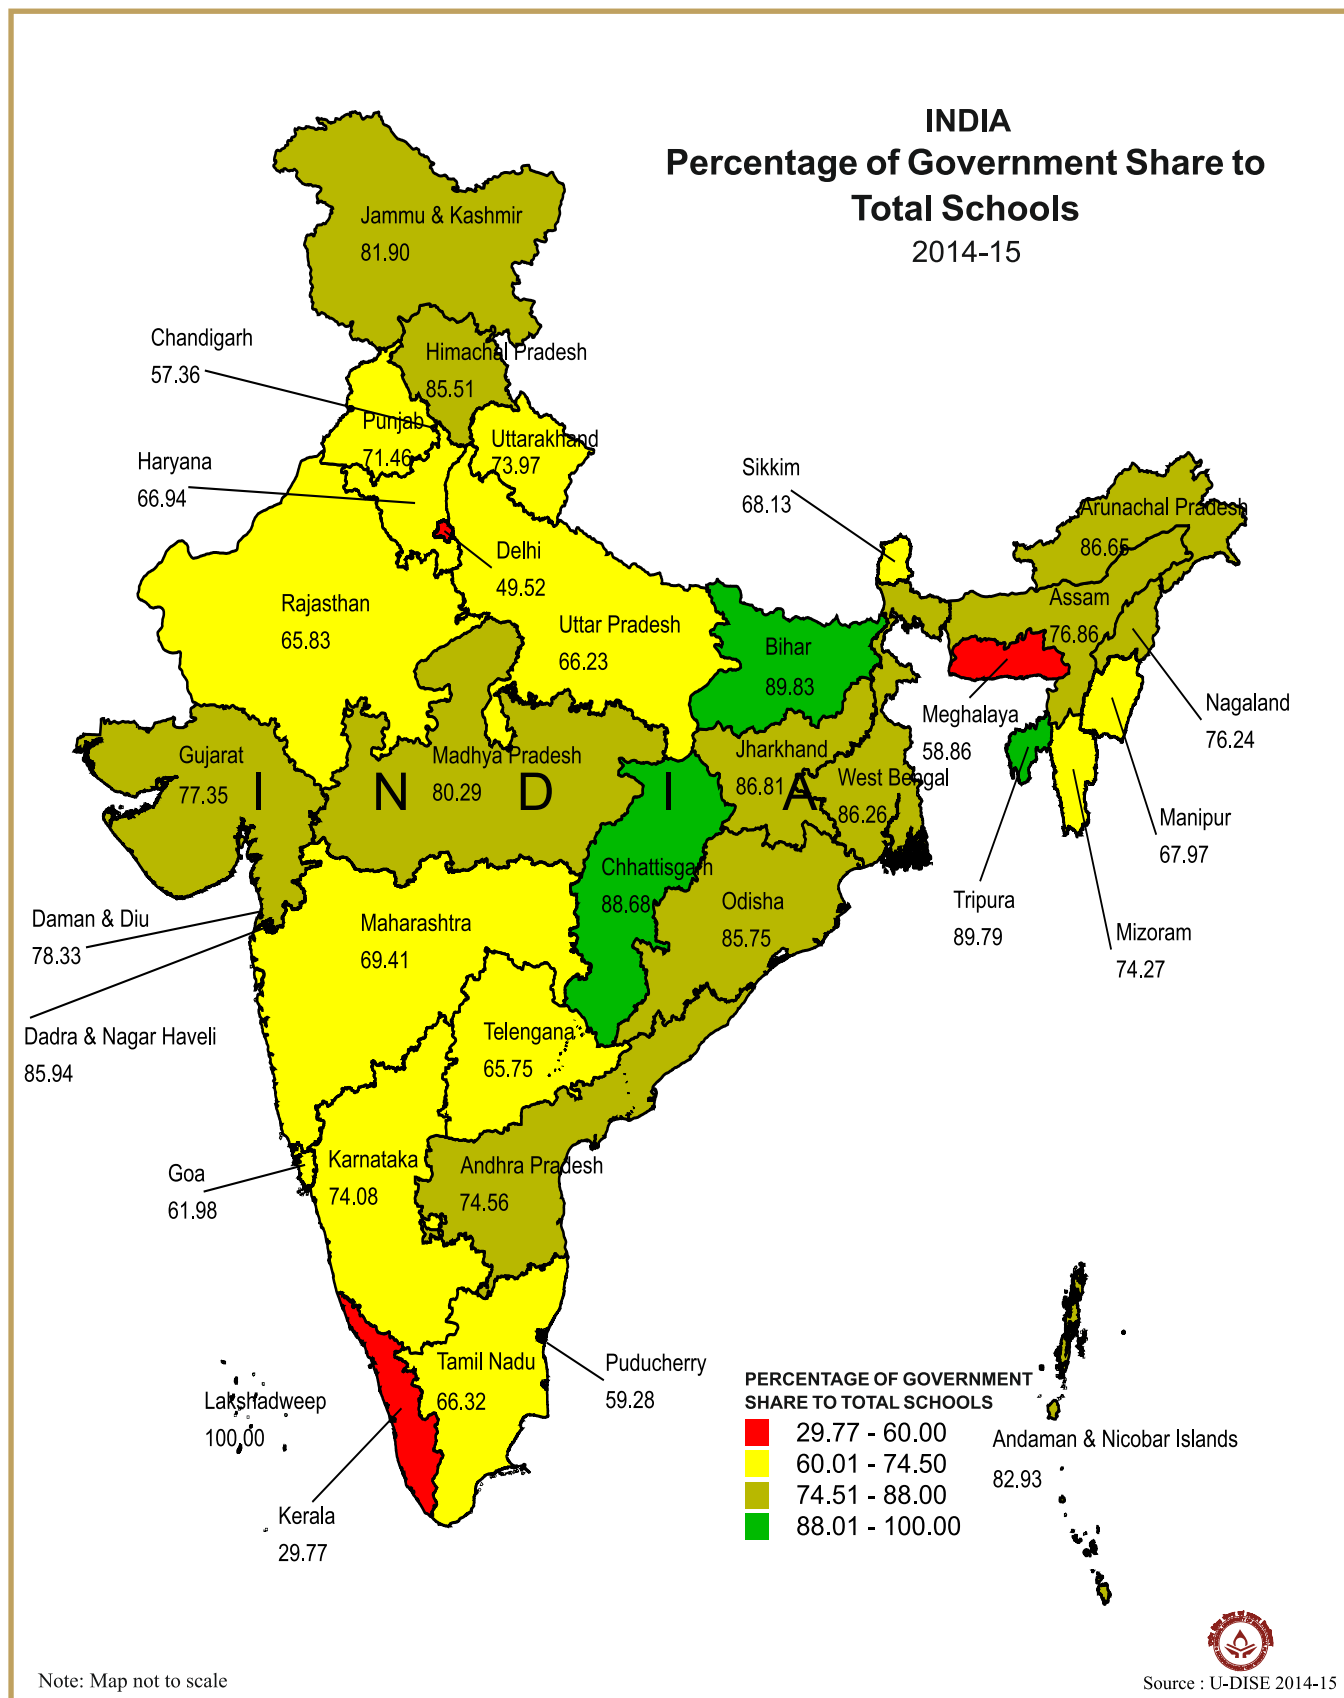 INDIA
Percentage of Government Share to
Total Schools
2014-15
Jammu & Kashmir
81.90
Chandigarh
57.36
Himachal Pradesh
85.51
Punjab
71.46
Uttarakhand
73.97
Haryana
66.94
Sikkim
68.13
Arunachal Pradesh
86.65
Delhi
49.52
Rajasthan
65.83
Uttar Pradesh
66.23
Bihar
89.83
Assam
76.86
Meghalaya
58.86
Nagaland
76.24
Gujarat
77.35
Madhya Pradesh
80.29
Jharkhand
86.81
West Bengal
86.26
I N D I A
Manipur
67.97
Chhattisgarh
88.68
Odisha
85.75
Tripura
89.79
Mizoram
74.27
Daman & Diu
78.33
Maharashtra
69.41
Dadra & Nagar Haveli
85.94
Telengana
65.75
Goa
61.98
Karnataka
74.08
Andhra Pradesh
74.56
Tamil Nadu
66.32
Puducherry
59.28
Lakshadweep
100.00
Kerala
29.77
PERCENTAGE OF GOVERNMENT
SHARE TO TOTAL SCHOOLS
29.77 - 60.00
60.01 - 74.50
74.51 - 88.00
88.01 - 100.00
Andaman & Nicobar Islands
82.93
Note: Map not to scale
Source : U-DISE 2014-15